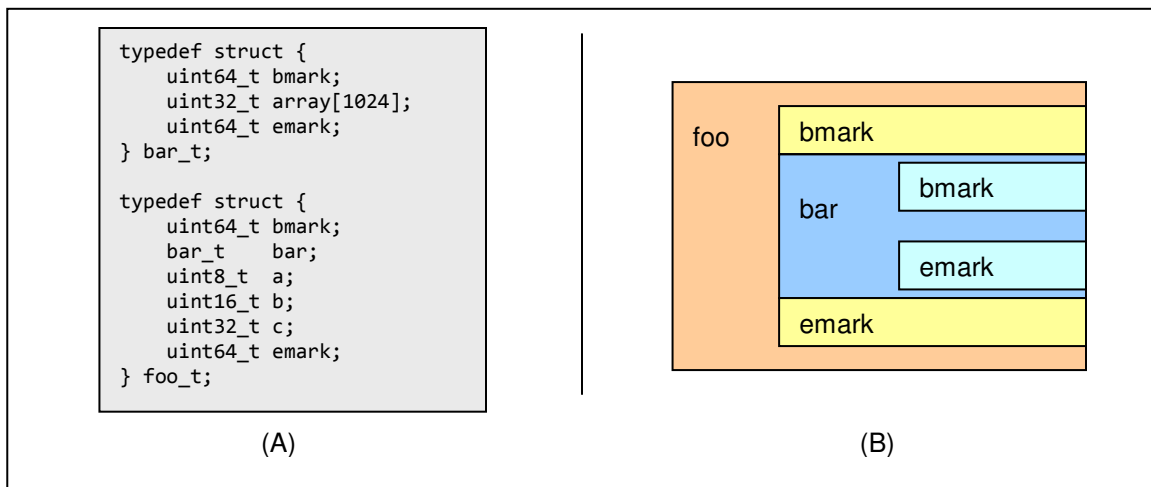 typedef struct {
    uint64_t bmark;
    uint32_t array[1024];
    uint64_t emark;
} bar_t;

typedef struct {
    uint64_t bmark;
    bar_t    bar;
    uint8_t  a;
    uint16_t b;
    uint32_t c;
    uint64_t emark;
} foo_t;
(A)
foo
bmark
bar
bmark
emark
emark
(B)